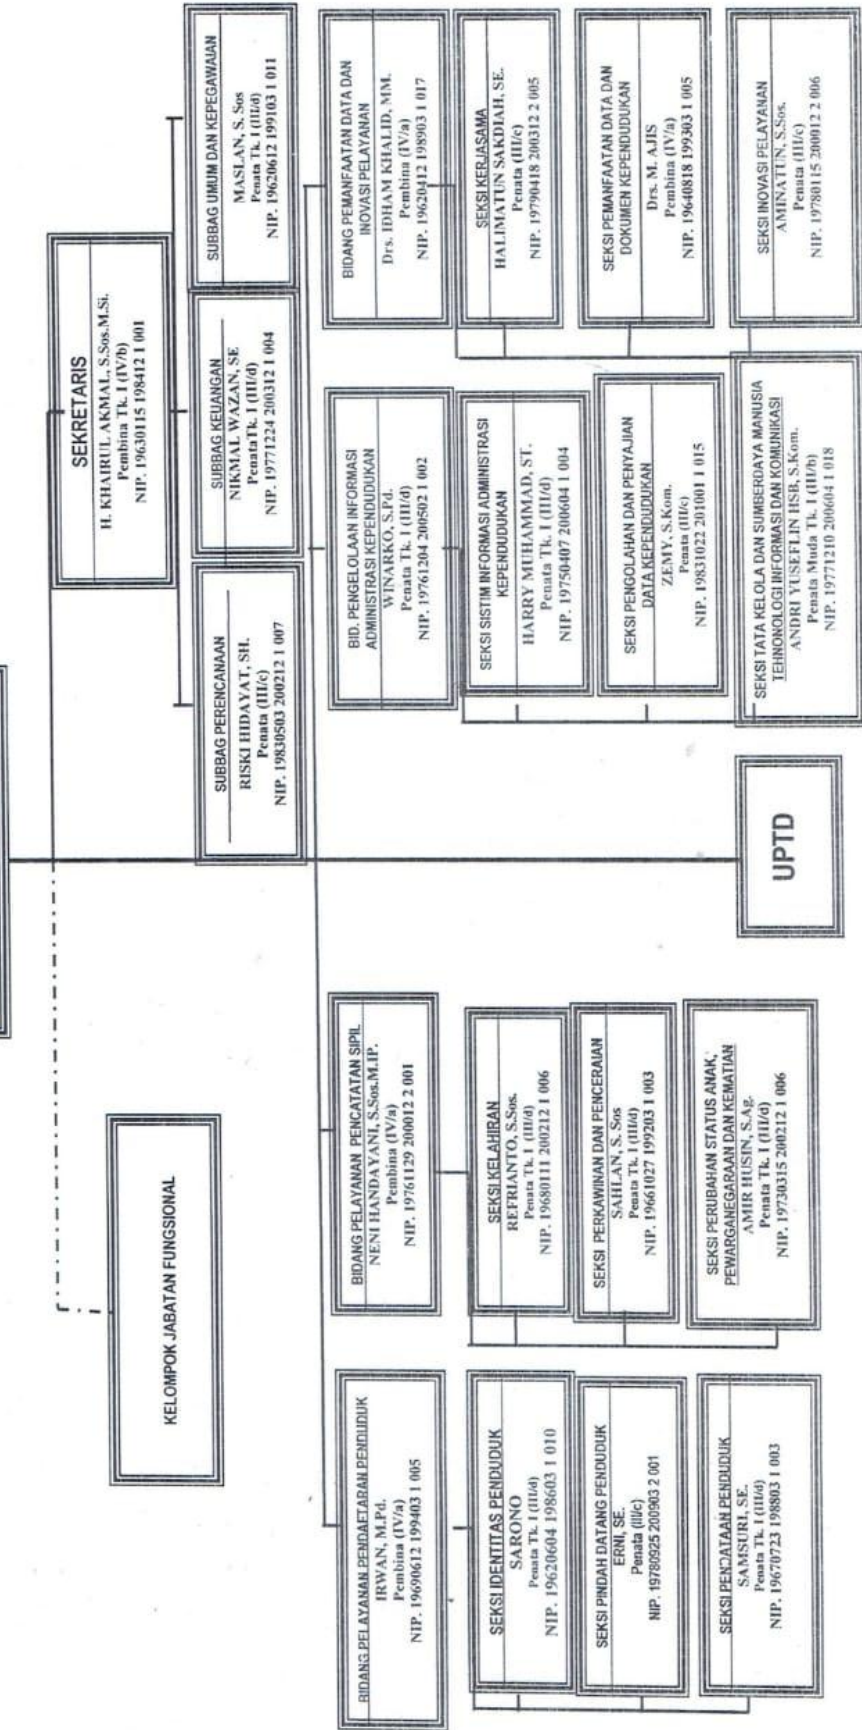 SEKRETARIS
H. KHAIRUL AKMAL, S.Sos.M.Si.
Pembina Tk. I (IV/b)
NIP. 19630115 198412 1 001
KELOMPOK JABATAN FUNGSIONAL
SUBBAG PERENCANAAN
RISKI HIDAYAT, SH.
Penata (III/c)
NIP. 19830503 200212 1 007
SUBBAG KEUANGAN
NIKMAL WAZAN, SE
PenataTk. I (III/d)
NIP. 19771224 200312 1 004
SUBBAG UMUM DAN KEPEGAWAIAN
MASLAN, S. Sos
Penata Tk. I (III/d)
NIP. 19620612 199103 1 011
BIDANG PELAYANAN PENDAFTARAN PENDUDUK
IRWAN, M.Pd.
Pembina (IV/a)
NIP. 19690612 199403 1 005
SEKSI IDENTITAS PENDUDUK
SARONO
Penata Tk. I (III/d)
NIP. 19620604 198603 1 010
SEKSI PINDAH DATANG PENDUDUK
ERNI, SE.
Penata (III/c)
NIP. 19780925 200903 2 001
SEKSI PENDATAAN PENDUDUK
SAMSURI, SE.
Penata Tk. I (III/d)
NIP. 19670723 198803 1 003
BIDANG PELAYANAN PENCATATAN SIPIL
NENI HANDAYANI, S.Sos.M.IP.
Pembina (IV/a)
NIP. 19761129 200012 2 001
SEKSI KELAHIRAN
REFRIANTO, S.Sos.
Penata Tk. I (III/d)
NIP. 19680111 200212 1 006
SEKSI PERKAWINAN DAN PENCERAIAN
SAHLAN, S. Sos
Penata Tk. I (III/d)
NIP. 19661027 199203 1 003
SEKSI PERUBAHAN STATUS ANAK,
PEWARGANEGARAAN DAN KEMATIAN
AMIR HUSIN, S.Ag.
Penata Tk. I (III/d)
NIP. 19730315 200212 1 006
BID. PENGELOLAAN INFORMASI
ADMINISTRASI KEPENDUDUKAN
WINARKO, S.Pd.
Penata Tk. I (III/d)
NIP. 19761204 200502 1 002
SEKSI SISTIM INFORMASI ADMINISTRASI
KEPENDUDUKAN
HARRY MUHAMMAD, ST.
Penata Tk. I (III/d)
NIP. 19750407 200604 1 004
SEKSI PENGOLAHAN DAN PENYAJIAN
DATA KEPENDUDUKAN
ZEMY, S.Kom.
Penata (III/c)
NIP. 19831022 201001 1 015
SEKSI TATA KELOLA DAN SUMBERDAYA MANUSIA
TEHNONOLOGI INFORMASI DAN KOMUNIKASI
ANDRI YUSEFLIN HSB, S.Kom.
Penata Muda Tk. I (III/b)
NIP. 19771210 200604 1 018
BIDANG PEMANFAATAN DATA DAN
INOVASI PELAYANAN
Drs. IDHAM KHALID, MM.
Pembina (IV/a)
NIP. 19620412 198903 1 017
SEKSI KERJASAMA
HALIMATUN SAKDIAH, SE.
Penata (III/c)
NIP. 19790418 200312 2 005
SEKSI PEMANFAATAN DATA DAN
DOKUMEN KEPENDUDUKAN
Drs. M. AJIS
Pembina (IV/a)
NIP. 19640818 199303 1 005
SEKSI INOVASI PELAYANAN
AMINATUN, S.Sos.
Penata (III/c)
NIP. 19780115 200012 2 006
UPTD